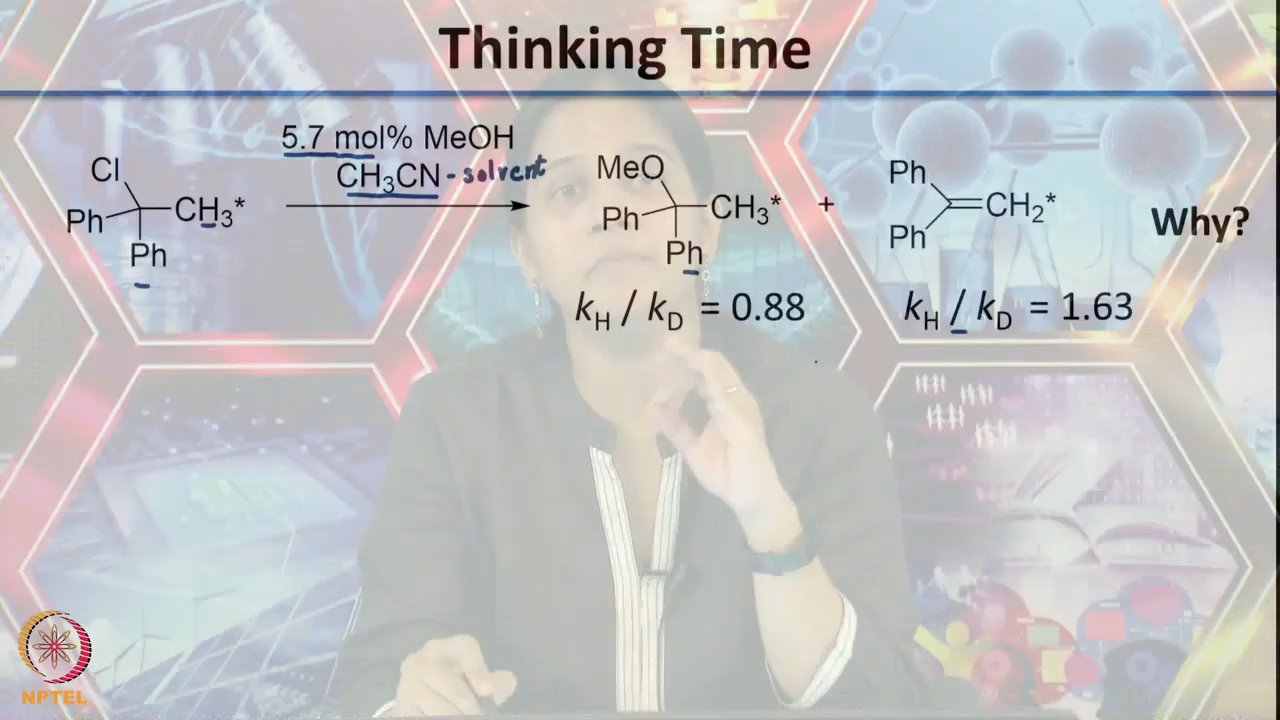 Thinking Time
5.7 mol% MeOH
CH₃CN - solvent
Cl
Ph
CH₃*
Ph
MeO
Ph
CH₃*
Ph
+
Ph
CH₂*
Ph
Why?
kH / kD = 0.88
kH / kD = 1.63
NPTEL